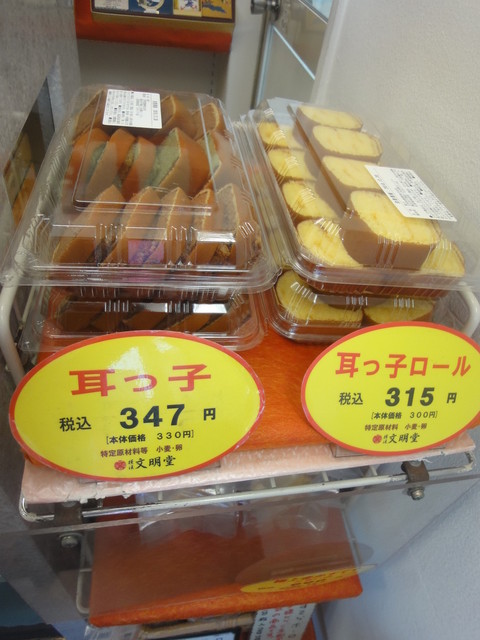 耳っ子
税込 347 円
[本体価格 330円]
特定原材料等 小麦・卵
文明堂
耳っ子ロール
税込 315 円
[本体価格 300円]
特定原材料 小麦・卵
文明堂